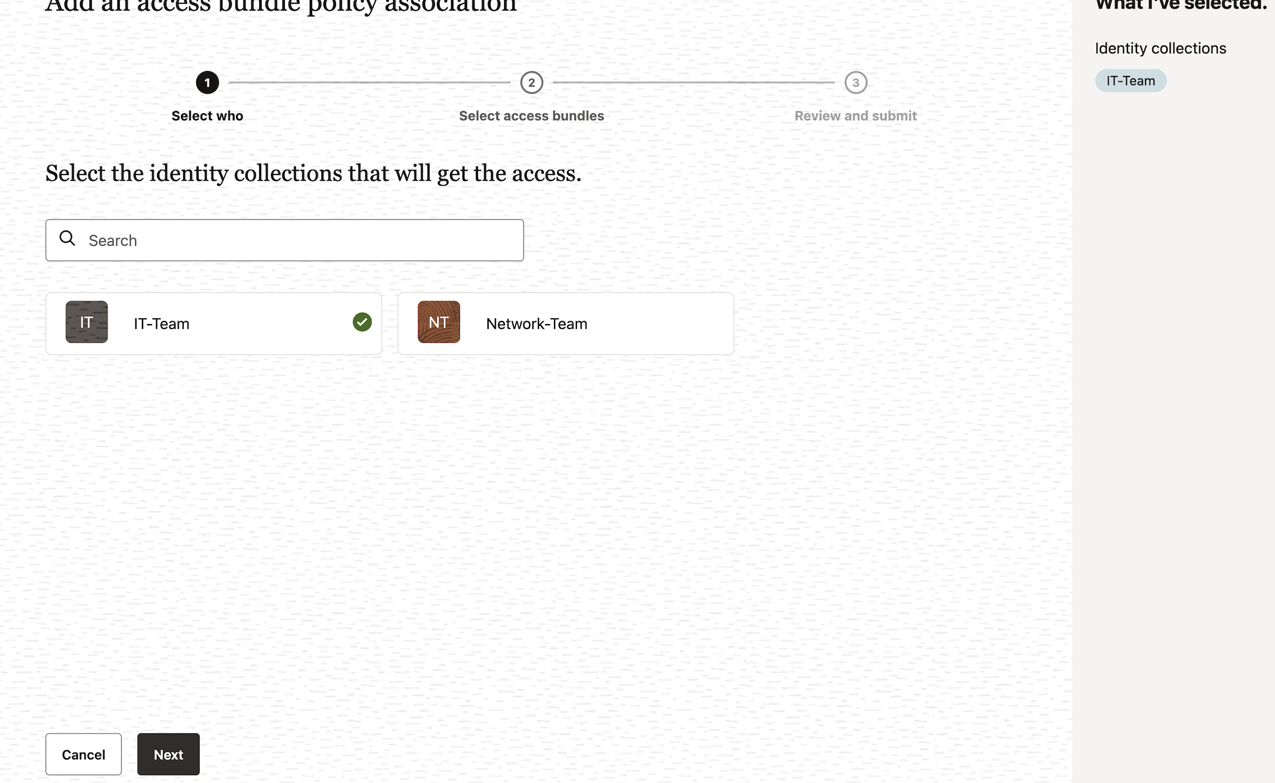 Add an access bundle policy association
What I've selected.
Identity collections
IT-Team
1
2
3
Select who
Select access bundles
Review and submit
Select the identity collections that will get the access.
Search
IT
IT-Team
NT
Network-Team
Cancel
Next